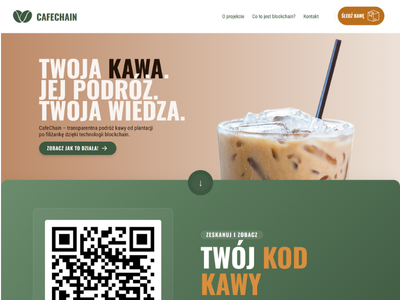 CAFECHAIN
O projekcie
Co to jest blockchain?
Kontakt
ŚLEDŹ KAWĘ
TWOJA KAWA.
JEJ PODRÓŻ.
TWOJA WIEDZA.
CafeChain – transparentna podróż kawy od plantacji
po filiżankę dzięki technologii blockchain.
ZOBACZ JAK TO DZIAŁA! →
↓
ZESKANUJ I ZOBACZ
TWÓJ KOD
KAWY